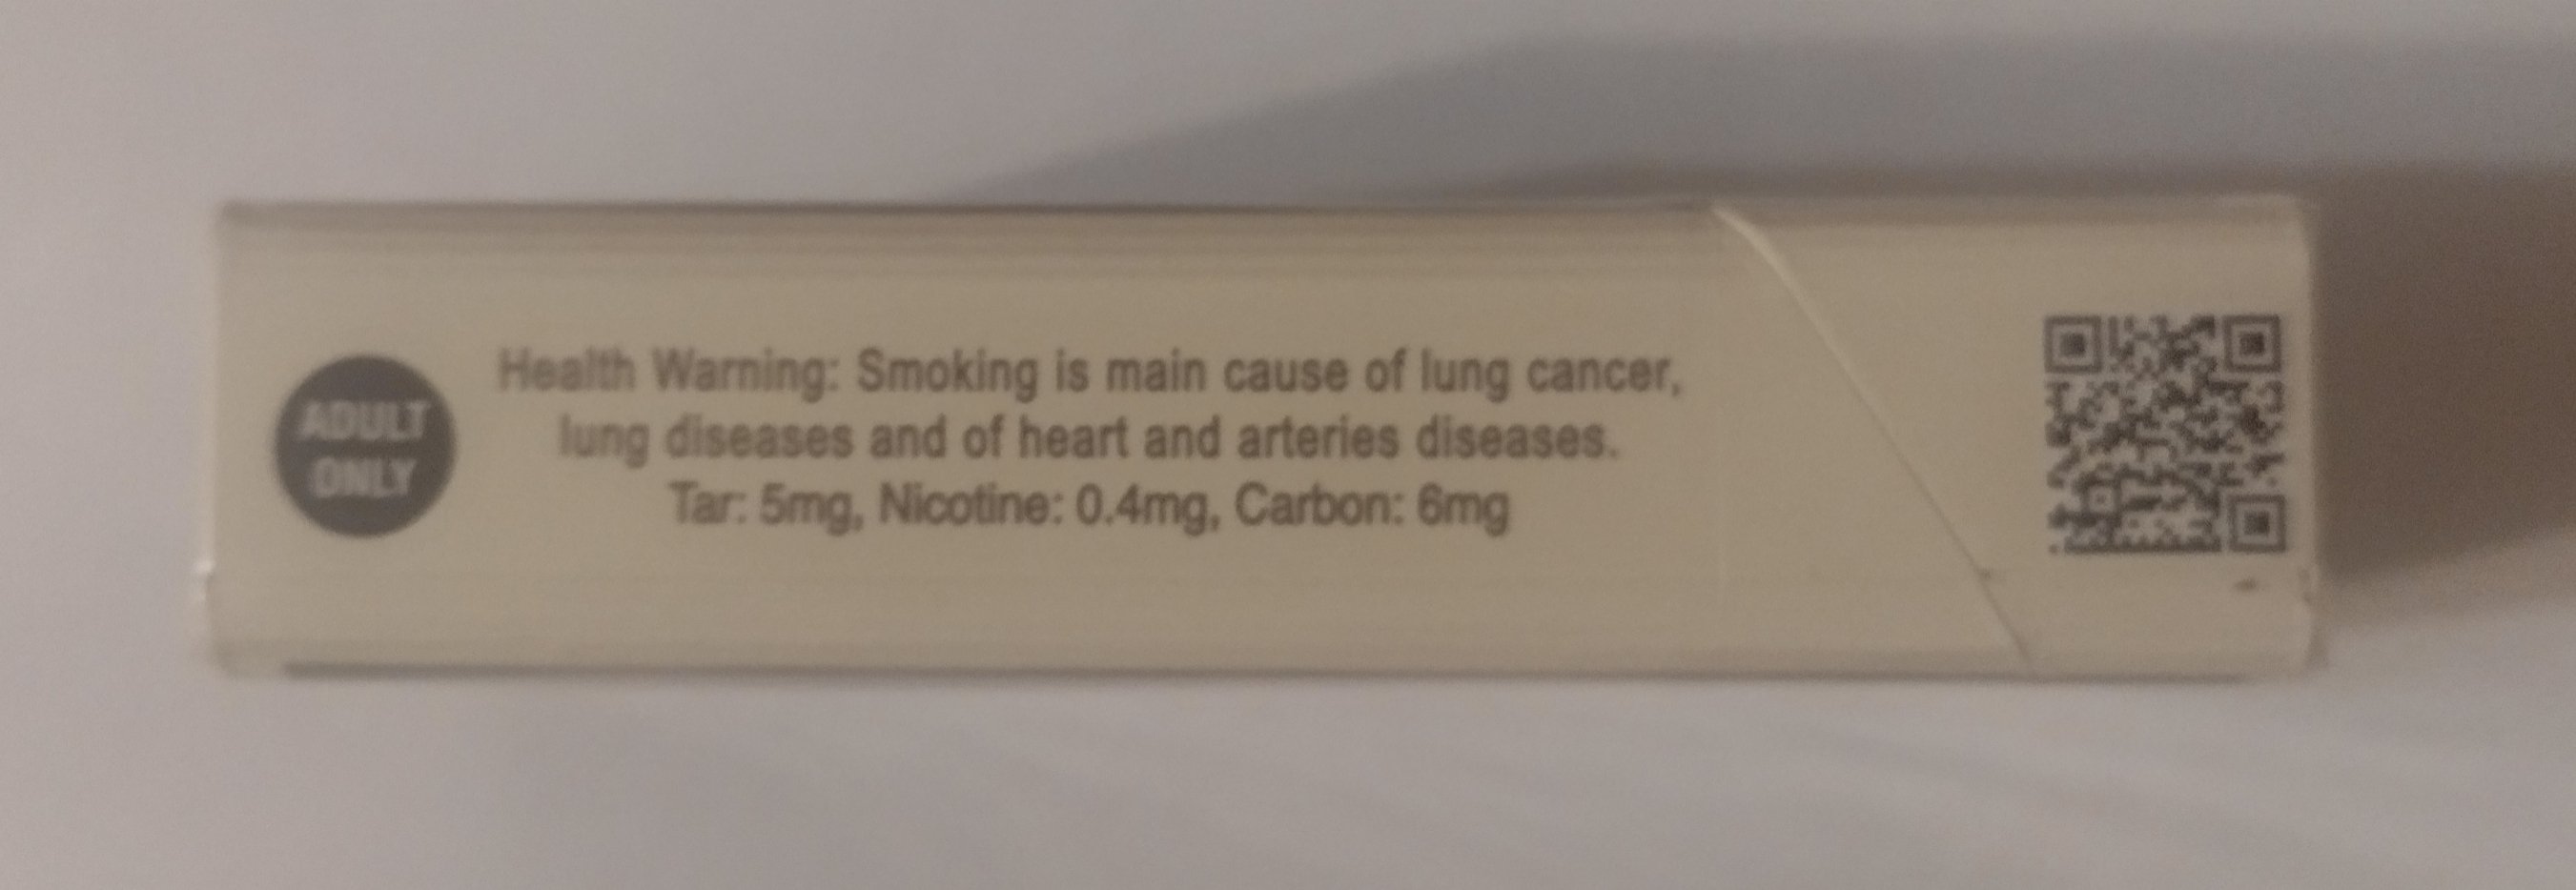 ADULT
ONLY
Health Warning: Smoking is main cause of lung cancer,
lung diseases and of heart and arteries diseases.
Tar: 5mg, Nicotine: 0.4mg, Carbon: 6mg